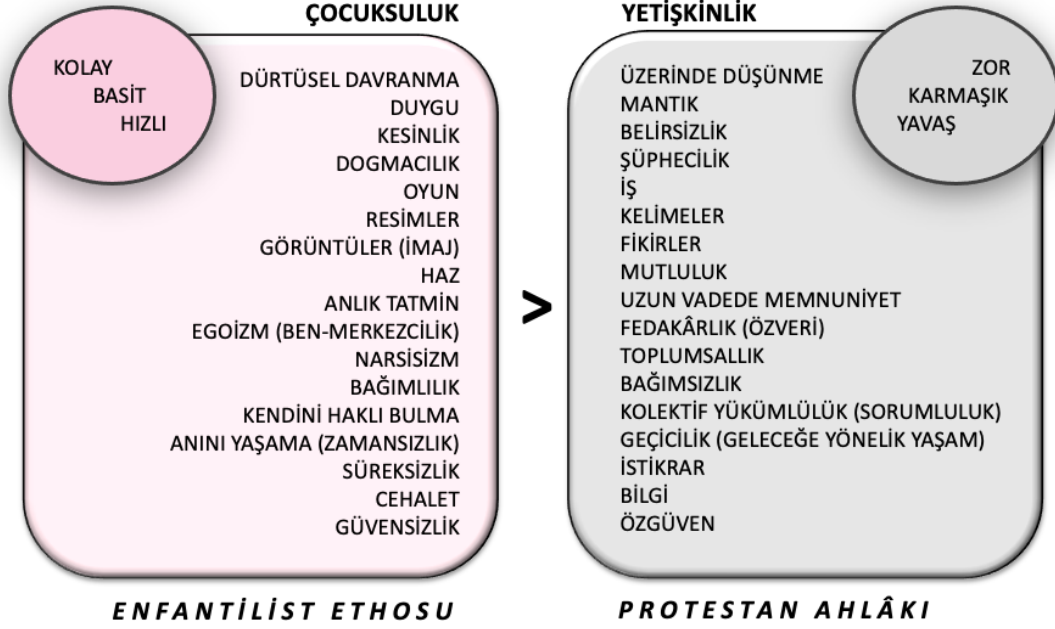 ÇOCUKSULUK
KOLAY
BASİT
HIZLI
DÜRTÜSEL DAVRANMA
DUYGU
KESİNLİK
DOGMACILIK
OYUN
RESİMLER
GÖRÜNTÜLER (İMAJ)
HAZ
ANLIK TATMİN
EGOİZM (BEN-MERKEZCİLİK)
NARSİSİZM
BAĞIMLILIK
KENDİNİ HAKLI BULMA
ANINI YAŞAMA (ZAMANSIZLIK)
SÜREKSİZLİK
CEHALET
GÜVENSİZLİK
ENFANTİLİST ETHOSU
>
YETİŞKİNLİK
ZOR
KARMAŞIK
YAVAŞ
ÜZERİNDE DÜŞÜNME
MANTIK
BELİRSİZLİK
ŞÜPHECİLİK
İŞ
KELİMELER
FİKİRLER
MUTLULUK
UZUN VADEDE MEMNUNİYET
FEDAKÂRLIK (ÖZVERİ)
TOPLUMSALLIK
BAĞIMSIZLIK
KOLEKTİF YÜKÜMLÜLÜK (SORUMLULUK)
GEÇİCİLİK (GELECEĞE YÖNELİK YAŞAM)
İSTİKRAR
BİLGİ
ÖZGÜVEN
PROTESTAN AHLÂKI